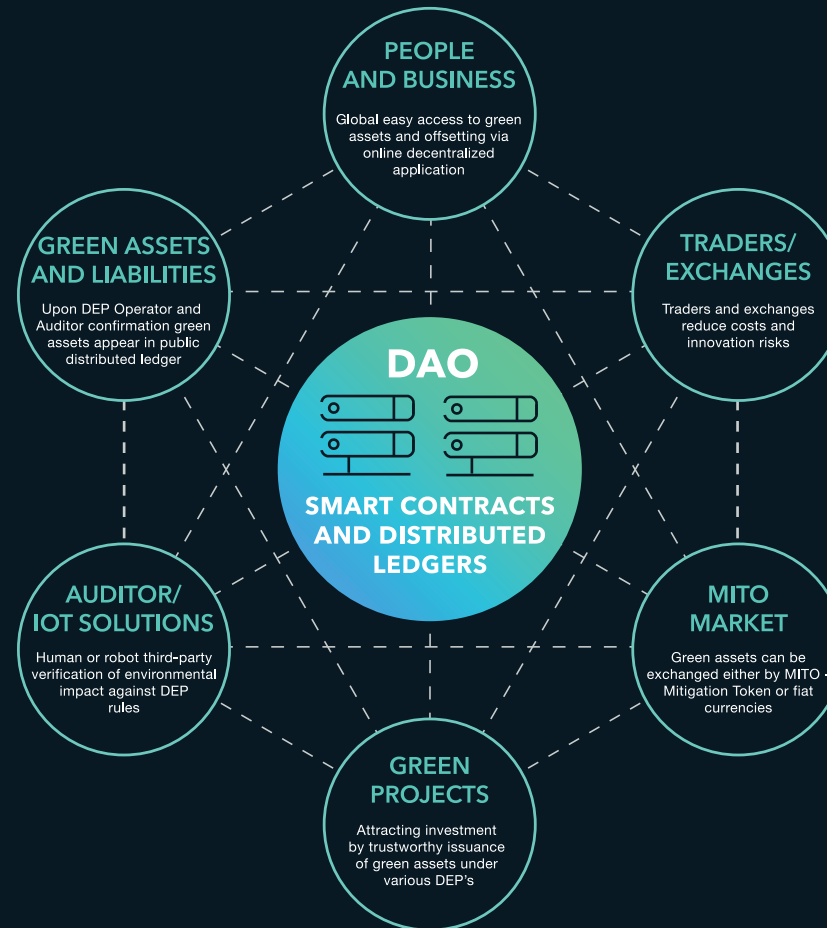 PEOPLE
AND BUSINESS
Global easy access to green
assets and offsetting via
online decentralized
application
GREEN ASSETS
AND LIABILITIES
Upon DEP Operator and
Auditor confirmation green
assets appear in public
distributed ledger
TRADERS/
EXCHANGES
Traders and exchanges
reduce costs and
innovation risks
DAO
SMART CONTRACTS
AND DISTRIBUTED
LEDGERS
AUDITOR/
IOT SOLUTIONS
Human or robot third-party
verification of environmental
impact against DEP
rules
MITO
MARKET
Green assets can be
exchanged either by MITO -
Mitigation Token or fiat
currencies
GREEN
PROJECTS
Attracting investment
by trustworthy issuance
of green assets under
various DEP's